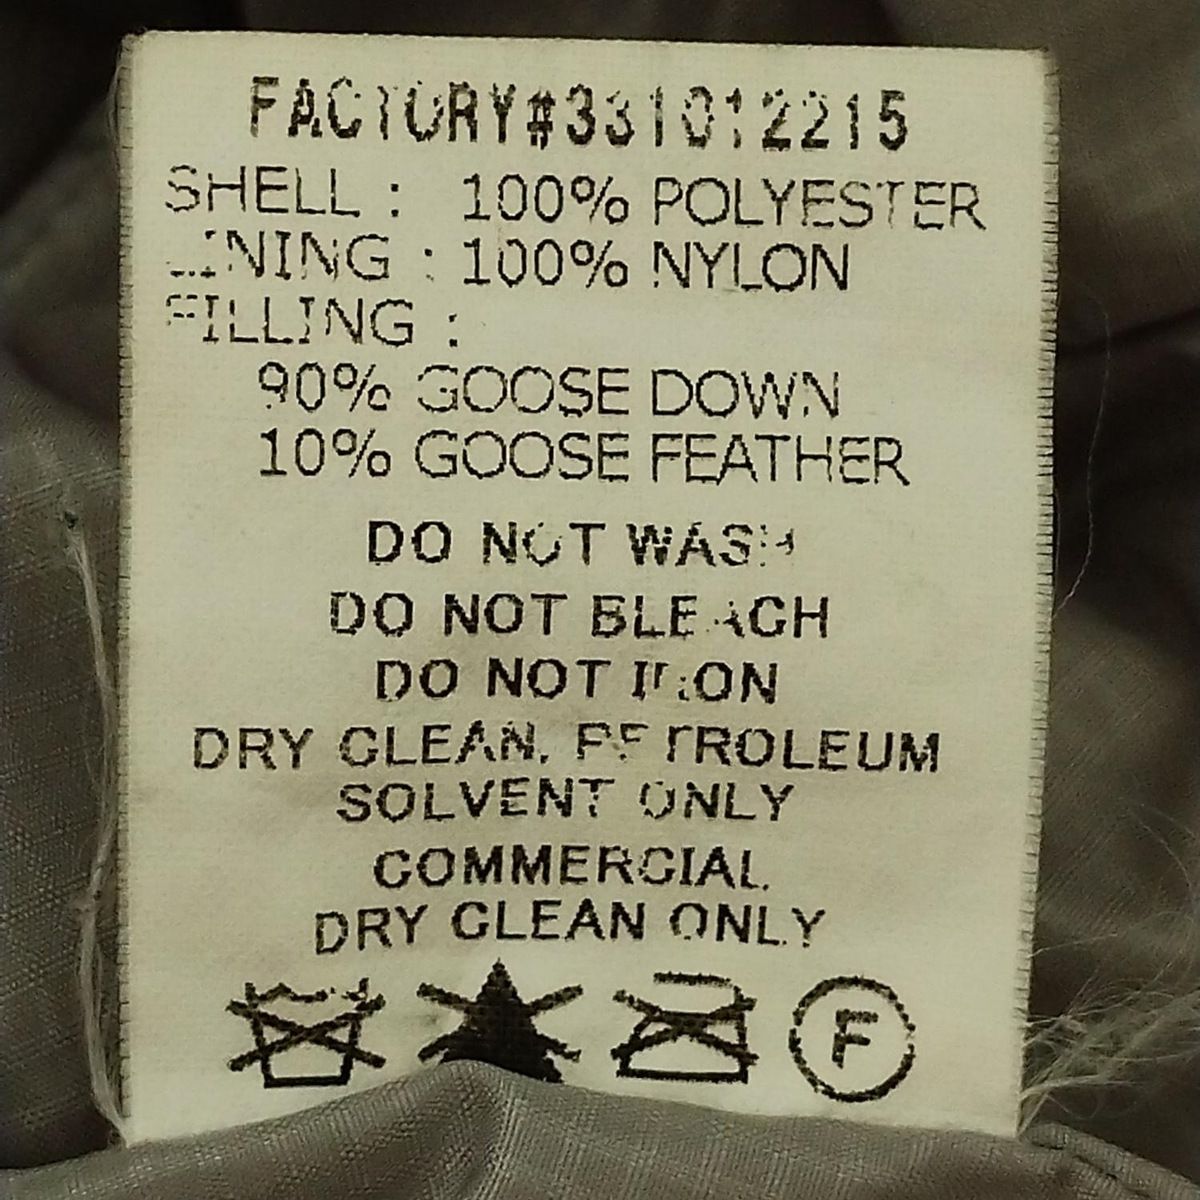 FACTORY#331012215
SHELL : 100% POLYESTER
LINING : 100% NYLON
FILLING :
90% GOOSE DOWN
10% GOOSE FEATHER
DO NOT WASH
DO NOT BLEACH
DO NOT IRON
DRY CLEAN, PETROLEUM
SOLVENT ONLY
COMMERCIAL
DRY CLEAN ONLY
F